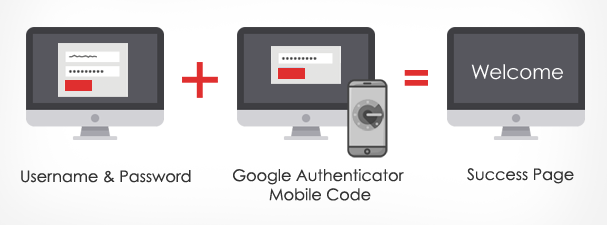 Welcome
Username & Password
Google Authenticator
Mobile Code
Success Page